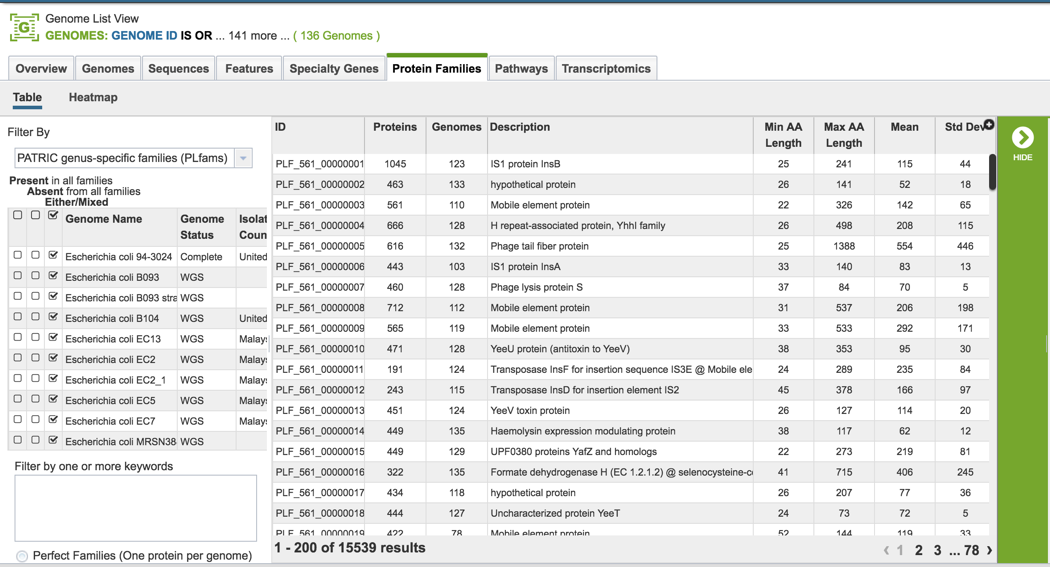 Genome List View
GENOMES: GENOME ID IS OR ... 141 more ... ( 136 Genomes )
Overview Genomes Sequences Features Specialty Genes Protein Families Pathways Transcriptomics
Table Heatmap
Filter By
PATRIC genus-specific families (PLfams)
Present in all families
Absent from all families
Either/Mixed
Genome Name Genome Status Isolat Coun
Escherichia coli 94-3024 Complete United
Escherichia coli B093 WGS
Escherichia coli B093 stra WGS
Escherichia coli B104 WGS United
Escherichia coli EC13 WGS Malays
Escherichia coli EC2 WGS Malays
Escherichia coli EC2_1 WGS Malays
Escherichia coli EC5 WGS Malays
Escherichia coli EC7 WGS Malays
Escherichia coli MRSN38 WGS
Filter by one or more keywords
Perfect Families (One protein per genome)
ID Proteins Genomes Description Min AA Length Max AA Length Mean Std Dev
PLF_561_00000001 1045 123 IS1 protein InsB 25 241 115 44
PLF_561_00000002 463 133 hypothetical protein 26 141 52 18
PLF_561_00000003 561 110 Mobile element protein 22 326 142 65
PLF_561_00000004 666 128 H repeat-associated protein, YhhI family 26 498 208 115
PLF_561_00000005 616 132 Phage tail fiber protein 25 1388 554 446
PLF_561_00000006 443 103 IS1 protein InsA 33 140 83 13
PLF_561_00000007 460 128 Phage lysis protein S 37 84 70 5
PLF_561_00000008 712 112 Mobile element protein 31 537 206 198
PLF_561_00000009 565 119 Mobile element protein 33 533 292 171
PLF_561_00000010 471 128 YeeU protein (antitoxin to YeeV) 38 353 95 30
PLF_561_00000011 191 124 Transposase InsF for insertion sequence IS3E @ Mobile ele 24 289 235 84
PLF_561_00000012 243 115 Transposase InsD for insertion element IS2 45 378 166 97
PLF_561_00000013 451 124 YeeV toxin protein 26 127 114 20
PLF_561_00000014 449 135 Haemolysin expression modulating protein 38 117 62 12
PLF_561_00000015 449 129 UPF0380 proteins YafZ and homologs 22 273 219 81
PLF_561_00000016 322 135 Formate dehydrogenase H (EC 1.2.1.2) @ selenocysteine-c 41 715 406 245
PLF_561_00000017 434 118 hypothetical protein 26 207 77 36
PLF_561_00000018 444 127 Uncharacterized protein YeeT 24 73 72 5
PLF_561_00000019 422 78 Mobile element protein 52 144 119 33
1 - 200 of 15539 results
‹ 1 2 3 ... 78 ›
HIDE